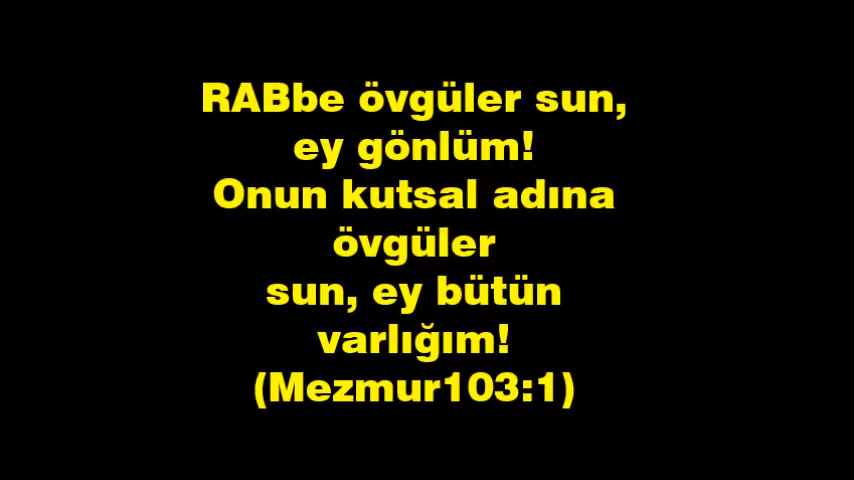 RABbe övgüler sun,
ey gönlüm!
Onun kutsal adına
övgüler
sun, ey bütün
varlığım!
(Mezmur103:1)